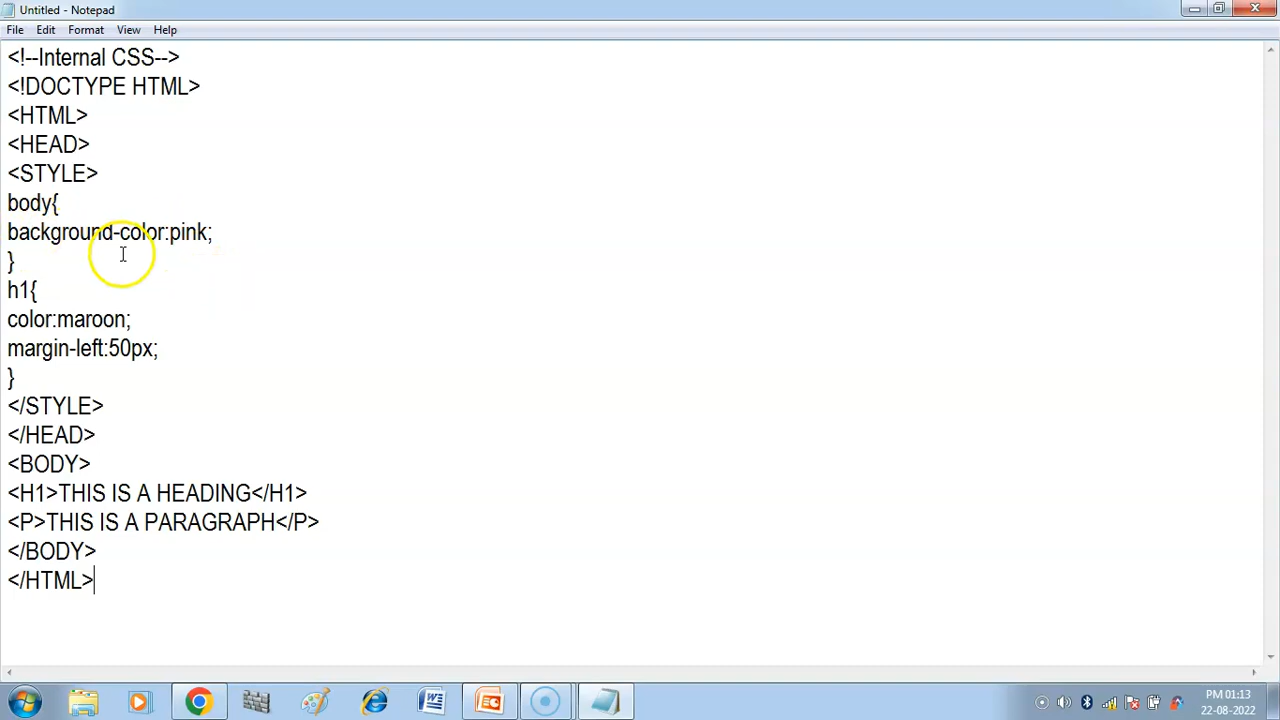 Untitled - Notepad
File Edit Format View Help
<!--Internal CSS-->
<!DOCTYPE HTML>
<HTML>
<HEAD>
<STYLE>
body{
background-color:pink;
}
h1{
color:maroon;
margin-left:50px;
}
</STYLE>
</HEAD>
<BODY>
<H1>THIS IS A HEADING</H1>
<P>THIS IS A PARAGRAPH</P>
</BODY>
</HTML>
PM 01:13
22-08-2022